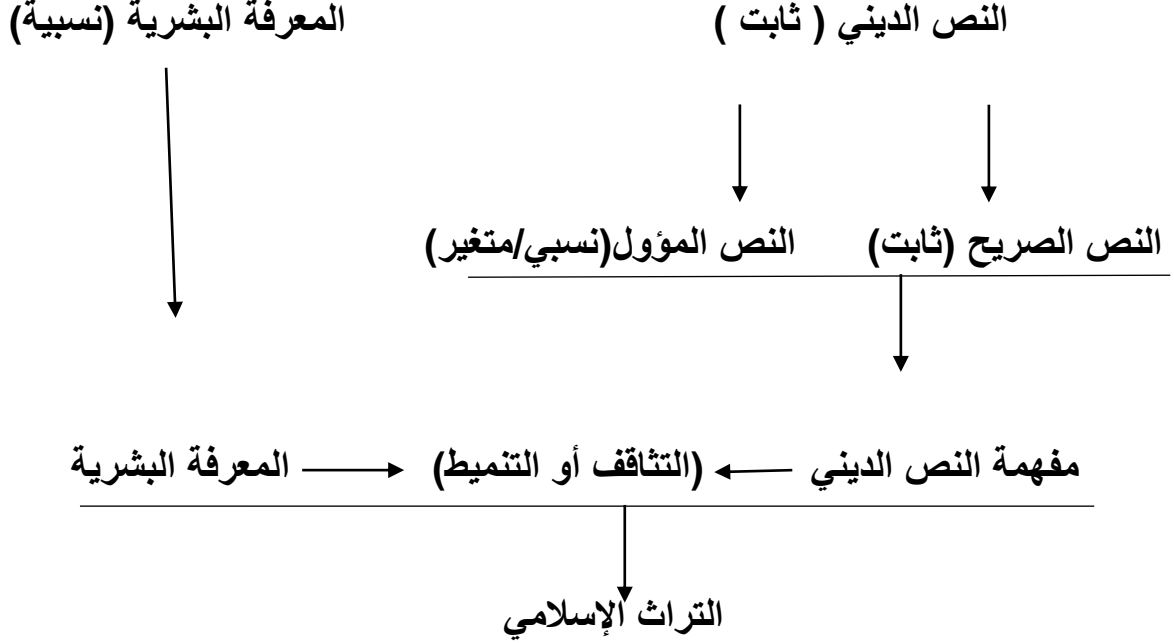 النص الديني ( ثابت ) المعرفة البشرية (نسبية)
النص الصريح (ثابت) النص المؤول(نسبي/متغير)
مفهمة النص الديني (التثاقف أو التنميط) المعرفة البشرية
التراث الإسلامي